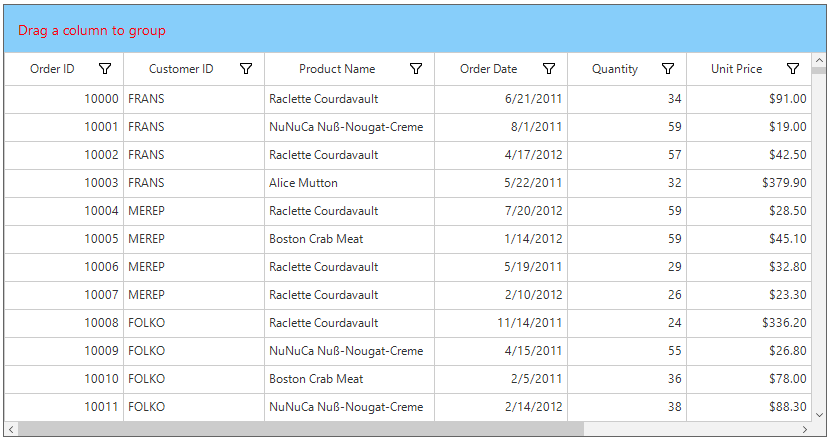 Drag a column to group
Order ID Customer ID Product Name Order Date Quantity Unit Price
10000 FRANS Raclette Courdavault 6/21/2011 34 $91.00
10001 FRANS NuNuCa Nuß-Nougat-Creme 8/1/2011 59 $19.00
10002 FRANS Raclette Courdavault 4/17/2012 57 $42.50
10003 FRANS Alice Mutton 5/22/2011 32 $379.90
10004 MEREP Raclette Courdavault 7/20/2012 59 $28.50
10005 MEREP Boston Crab Meat 1/14/2012 59 $45.10
10006 MEREP Raclette Courdavault 5/19/2011 29 $32.80
10007 MEREP Raclette Courdavault 2/10/2012 26 $23.30
10008 FOLKO Raclette Courdavault 11/14/2011 24 $336.20
10009 FOLKO NuNuCa Nuß-Nougat-Creme 4/15/2011 55 $26.80
10010 FOLKO Boston Crab Meat 2/5/2011 36 $78.00
10011 FOLKO NuNuCa Nuß-Nougat-Creme 2/14/2012 38 $88.30